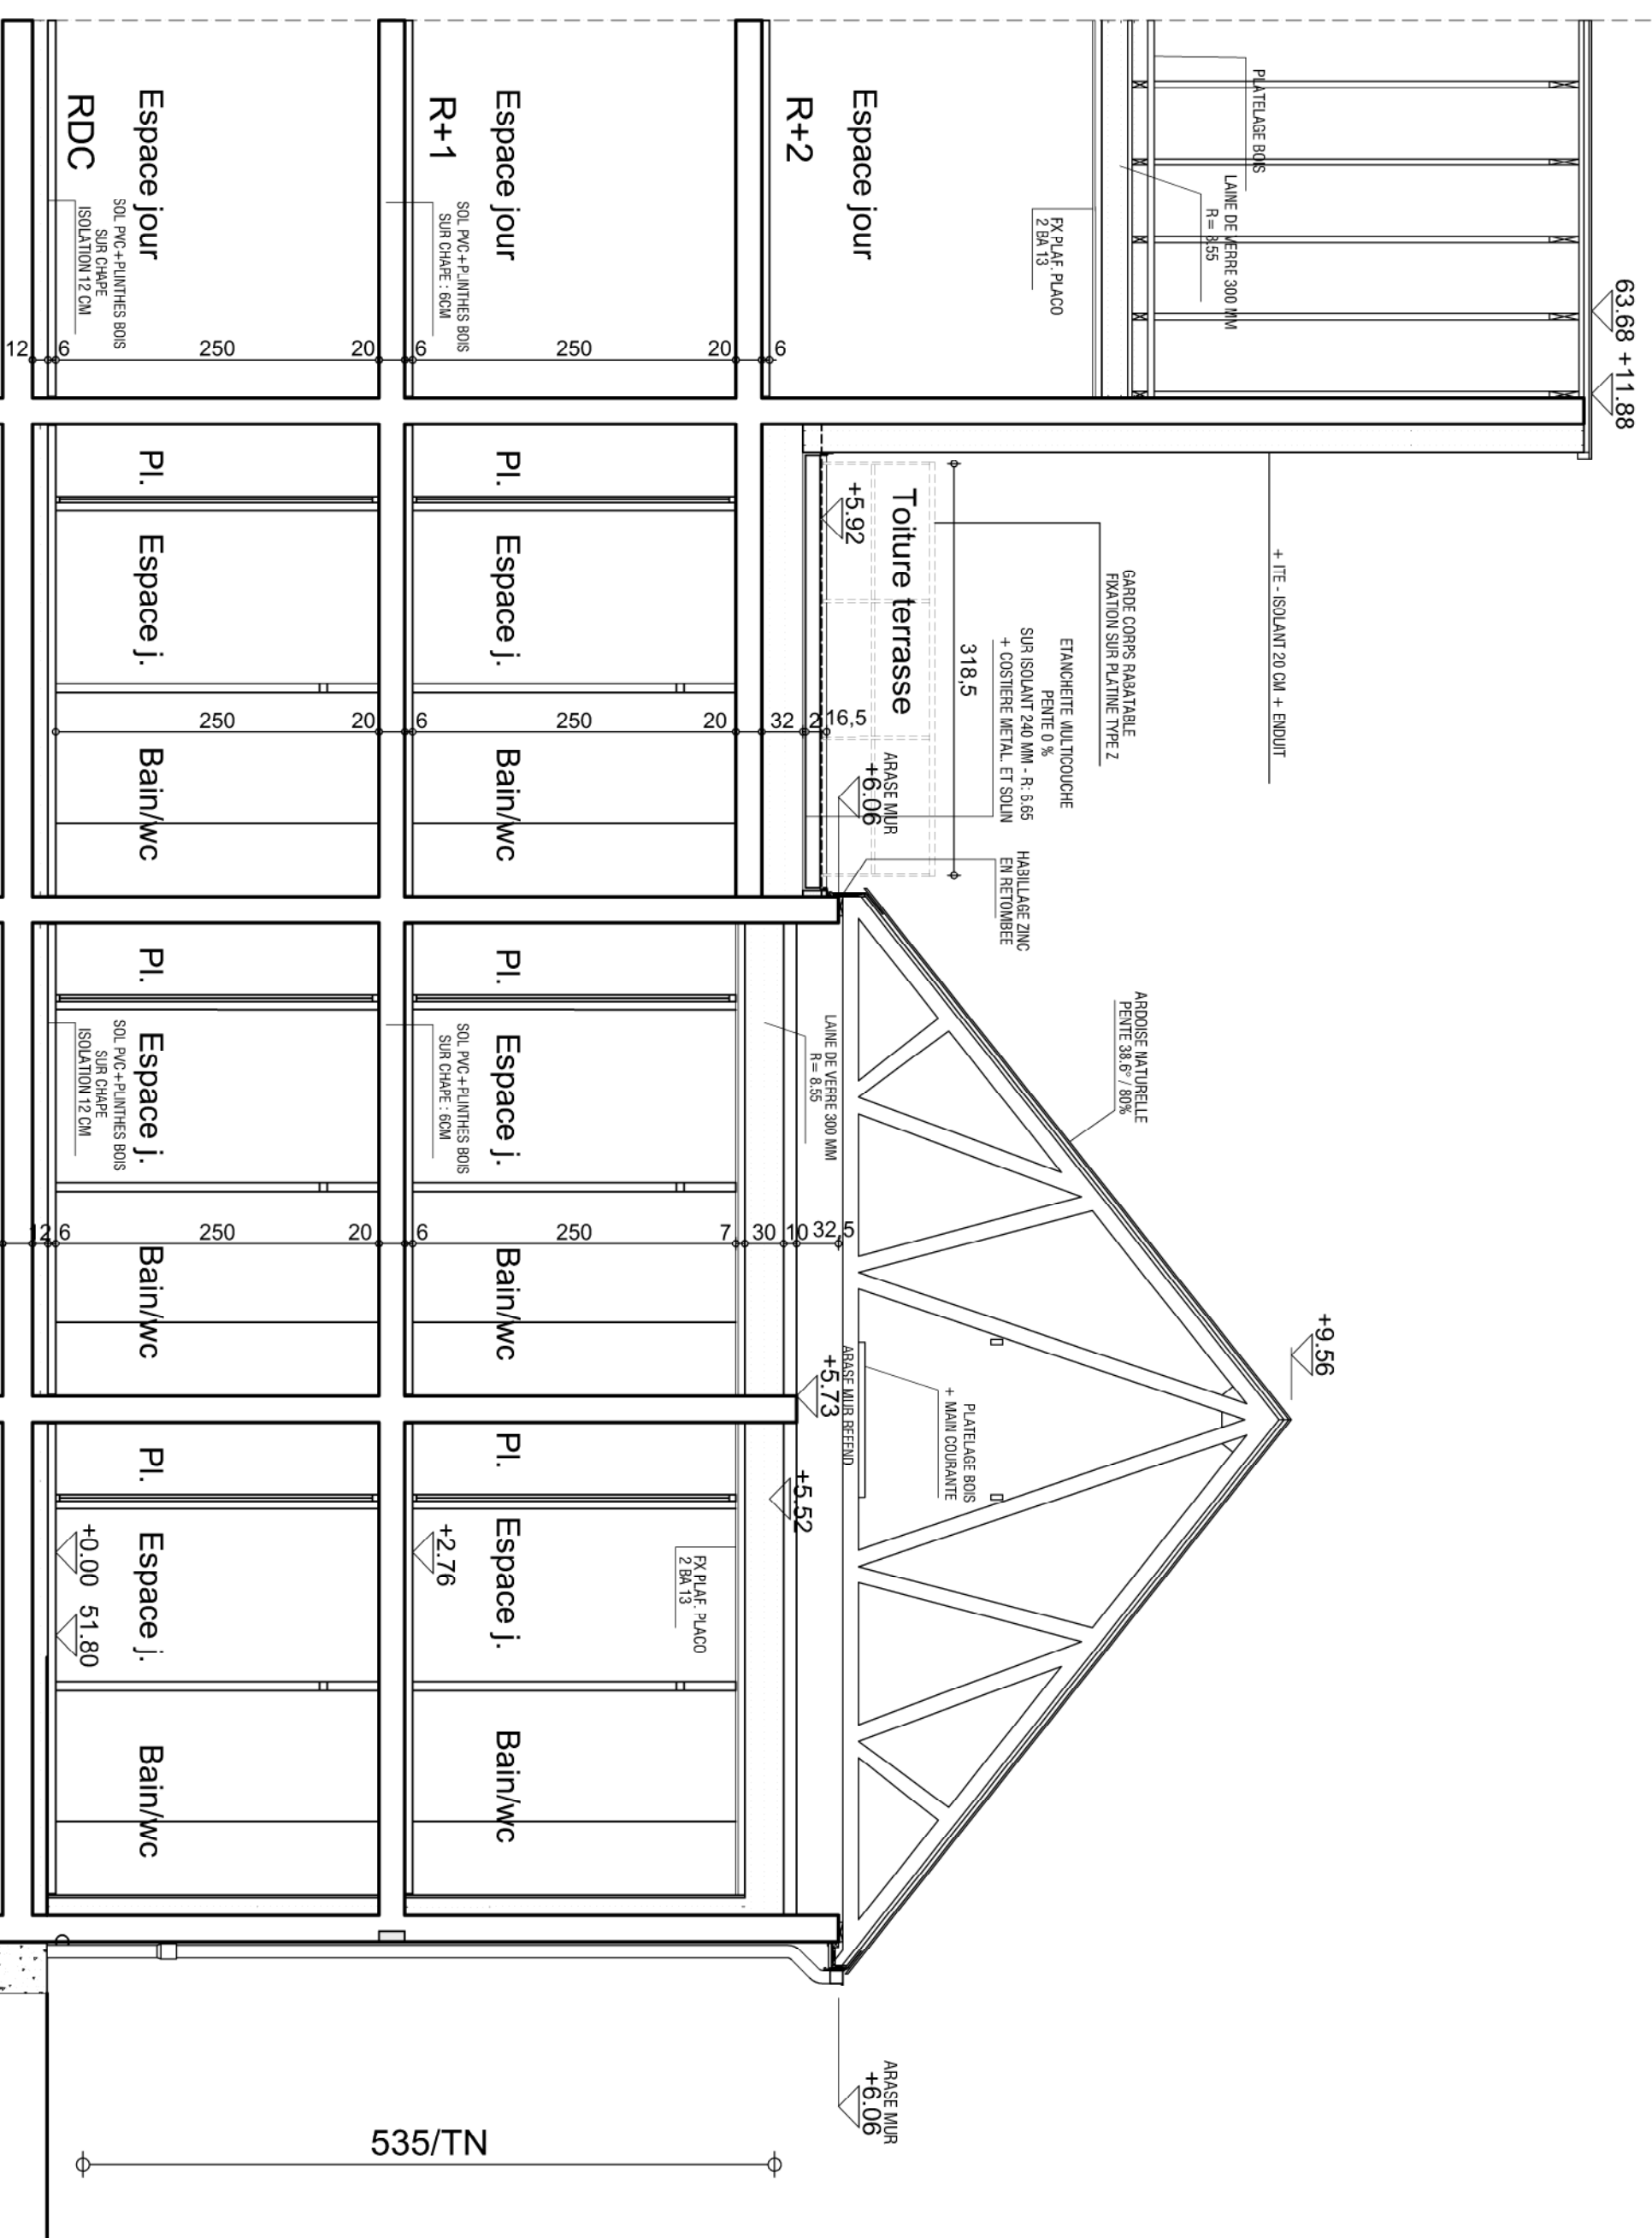 63.68 +11.88
PLATELAGE BOIS
LAINE DE VERRE 300 MM
R= 8.55
FX PLAF. PLACO
2 BA 13
Espace jour
R+2
6
20
250
6
Espace jour
R+1
SOL PVC+PLINTHES BOIS
SUR CHAPE : 6CM
20
250
6
12
Espace jour
RDC
SOL PVC+PLINTHES BOIS
SUR CHAPE
ISOLATION 12 CM
+ ITE - ISOLANT 20 CM + ENDUIT
GARDE CORPS RABATABLE
FIXATION SUR PLATINE TYPE Z
ETANCHEITE MULTICOUCHE
PENTE 0 %
SUR ISOLANT 240 MM - R: 6.65
+ COSTIERE METAL. ET SOLIN
318,5
Toiture terrasse
+5.92
ARASE MUR
+6.06
HABILLAGE ZINC
EN RETOMBEE
16,5
2
32
20
250
6
20
250
Pl.
Espace j.
Bain/wc
Pl.
Espace j.
Bain/wc
ARDOISE NATURELLE
PENTE 38.6° / 80%
+9.56
LAINE DE VERRE 300 MM
R= 8.55
PLATELAGE BOIS
+ MAIN COURANTE
ARASE MUR REFEND
+5.73
+5.52
32,5
10
30
7
250
6
20
250
6
12
Pl.
Espace j.
Bain/wc
SOL PVC+PLINTHES BOIS
SUR CHAPE : 6CM
Pl.
Espace j.
Bain/wc
SOL PVC+PLINTHES BOIS
SUR CHAPE
ISOLATION 12 CM
FX PLAF. PLACO
2 BA 13
Pl.
Espace j.
Bain/wc
+2.76
Pl.
Espace j.
Bain/wc
+0.00 51.80
ARASE MUR
+6.06
535/TN